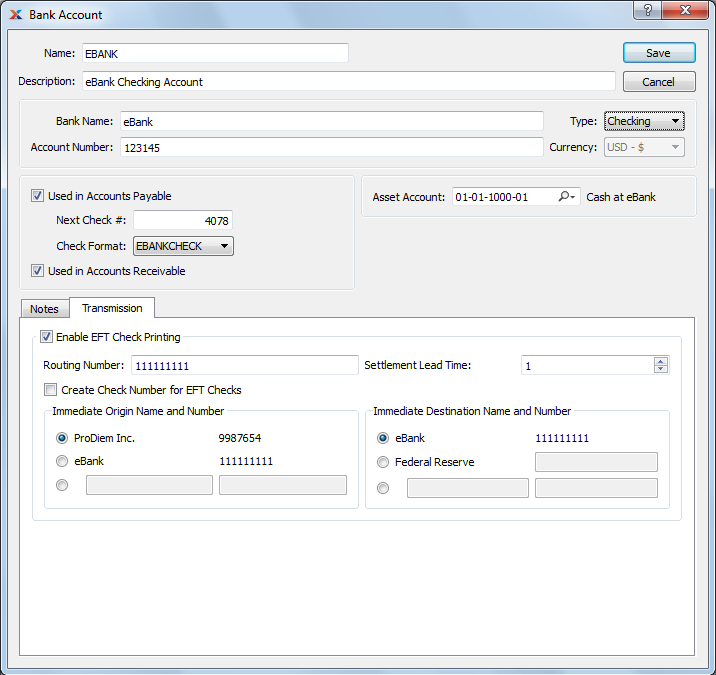 Bank Account
Name: EBANK
Save
Description: eBank Checking Account
Cancel
Bank Name: eBank
Type: Checking
Account Number: 123145
Currency: USD - $
Used in Accounts Payable
Asset Account: 01-01-1000-01 Cash at eBank
Next Check #: 4078
Check Format: EBANKCHECK
Used in Accounts Receivable
Notes Transmission
Enable EFT Check Printing
Routing Number: 111111111 Settlement Lead Time: 1
Create Check Number for EFT Checks
Immediate Origin Name and Number
ProDiem Inc. 9987654
eBank 111111111
Immediate Destination Name and Number
eBank 111111111
Federal Reserve